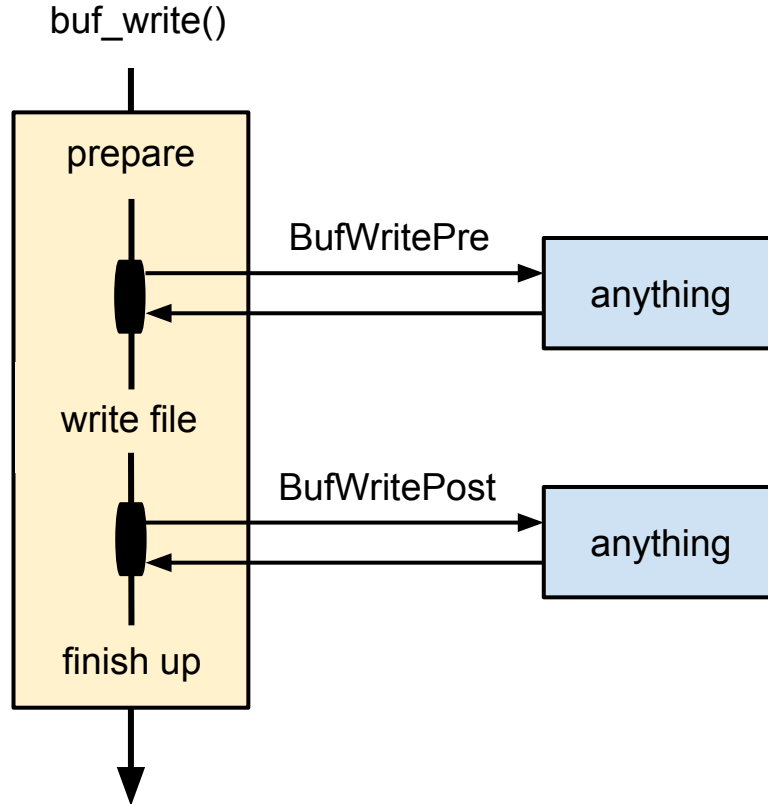 buf_write()
prepare
BufWritePre
anything
write file
BufWritePost
anything
finish up